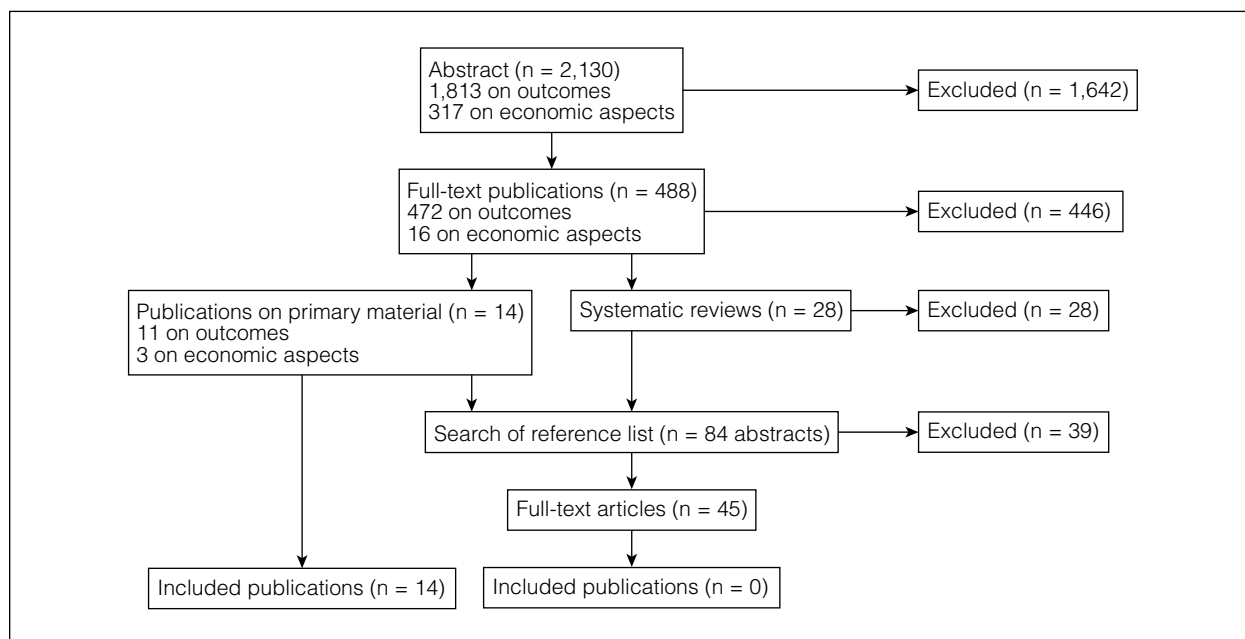 Abstract (n = 2,130)
1,813 on outcomes
317 on economic aspects
Excluded (n = 1,642)
Full-text publications (n = 488)
472 on outcomes
16 on economic aspects
Excluded (n = 446)
Publications on primary material (n = 14)
11 on outcomes
3 on economic aspects
Systematic reviews (n = 28)
Excluded (n = 28)
Search of reference list (n = 84 abstracts)
Excluded (n = 39)
Full-text articles (n = 45)
Included publications (n = 14)
Included publications (n = 0)